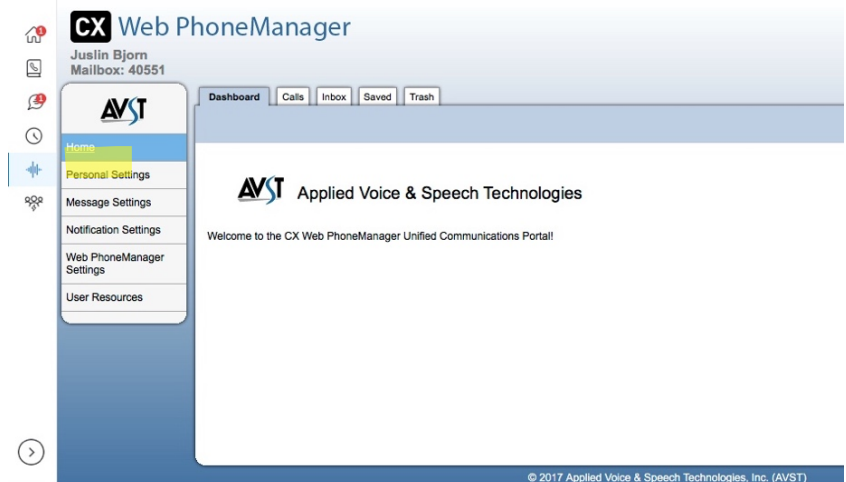 CX Web PhoneManager
Juslin Bjorn
Mailbox: 40551
1
1
AVST
Home
Personal Settings
Message Settings
Notification Settings
Web PhoneManager
Settings
User Resources
Dashboard Calls Inbox Saved Trash
AVST Applied Voice & Speech Technologies
Welcome to the CX Web PhoneManager Unified Communications Portal!
© 2017 Applied Voice & Speech Technologies, Inc. (AVST)